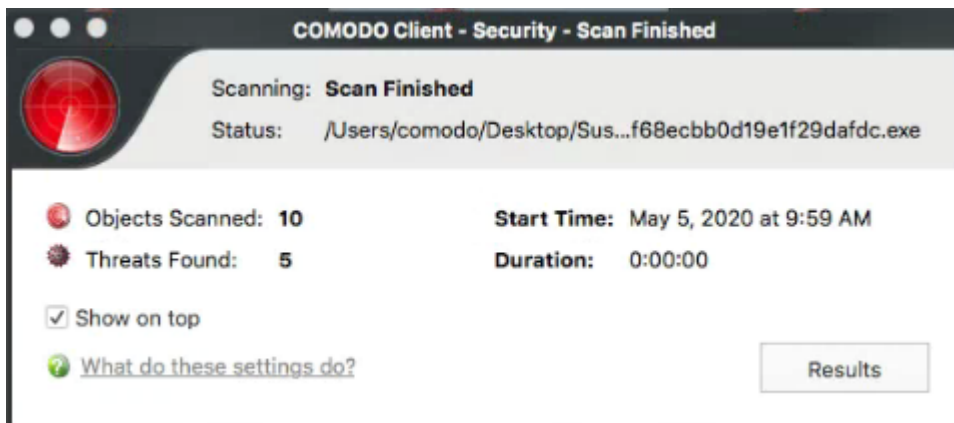 COMODO Client - Security - Scan Finished
Scanning: Scan Finished
Status: /Users/comodo/Desktop/Sus...f68ecbb0d19e1f29dafdc.exe
Objects Scanned: 10 Start Time: May 5, 2020 at 9:59 AM
Threats Found: 5 Duration: 0:00:00
Show on top
What do these settings do?
Results